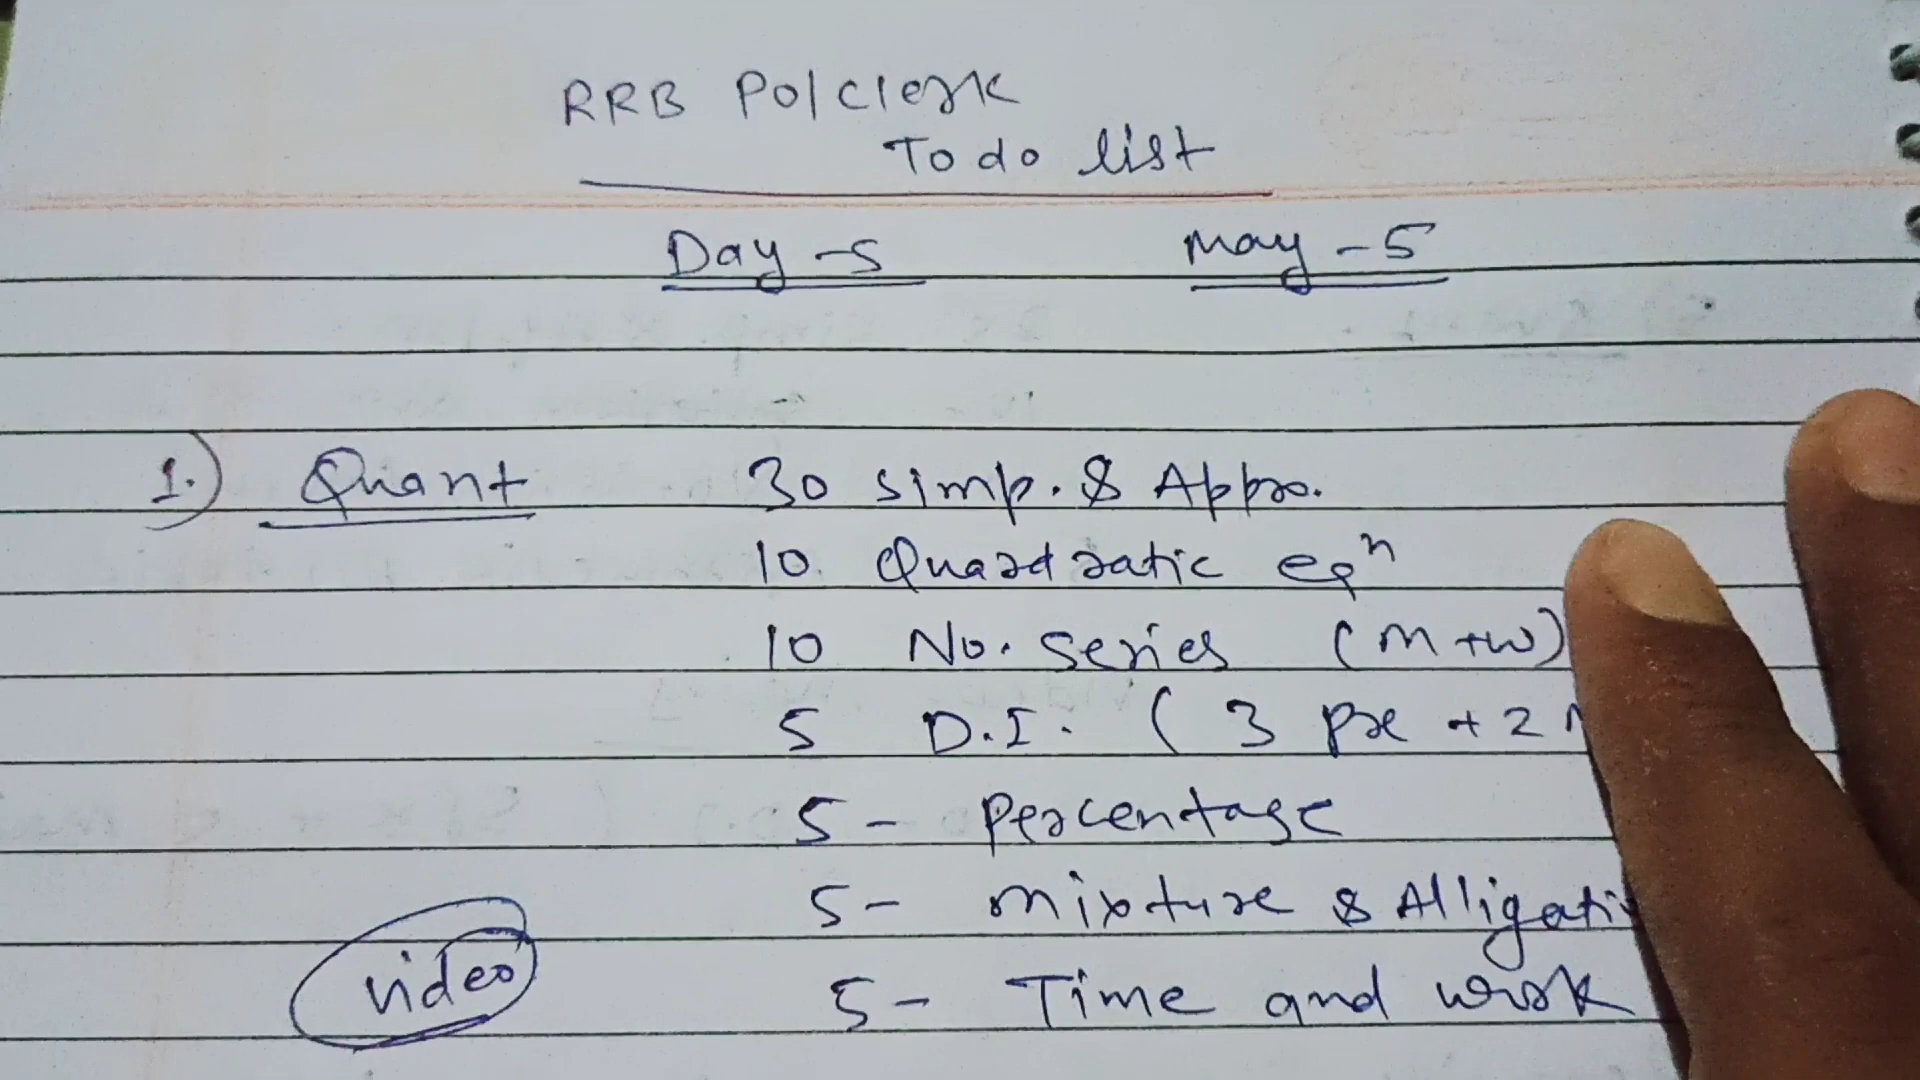 RRB PO/Clerk
To do list
Day -5 May -5
1.) Quant 30 simp. & Appro.
10 Quadratic eqn
10 No. series (M+W)
5 D.I. ( 3 pre + 2
5 - Percentage
5 - Mixture & Alligati
video 5 - Time and work